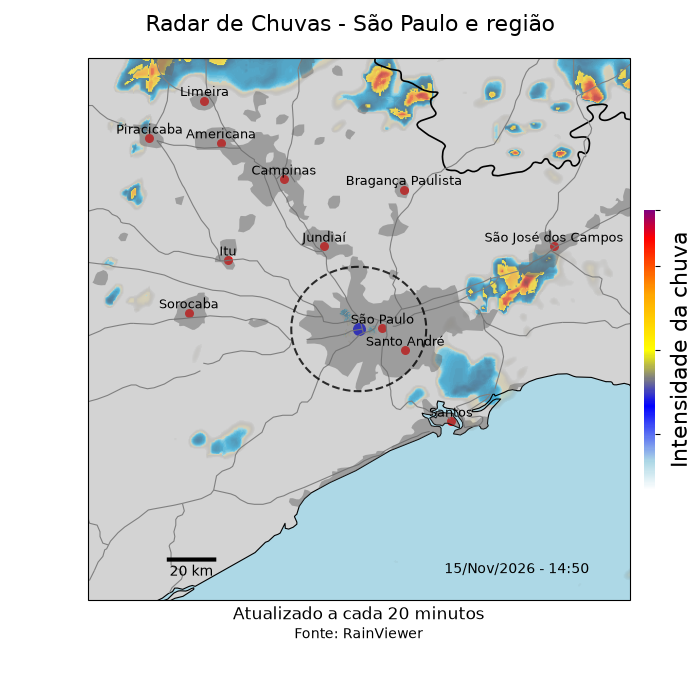 Radar de Chuvas - São Paulo e região
Limeira
Piracicaba
Americana
Campinas
Bragança Paulista
Jundiaí
São José dos Campos
Itu
Sorocaba
São Paulo
Santo André
Santos
Intensidade da chuva
20 km
15/Nov/2026 - 14:50
Atualizado a cada 20 minutos
Fonte: RainViewer